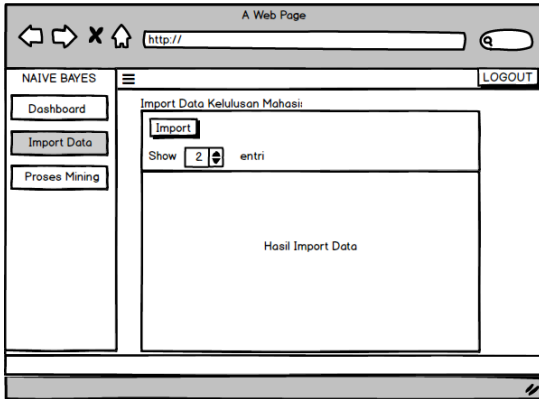 A Web Page
http://
NAIVE BAYES
LOGOUT
Dashboard
Import Data
Proses Mining
Import Data Kelulusan Mahasi
Import
Show 2 entri
Hasil Import Data